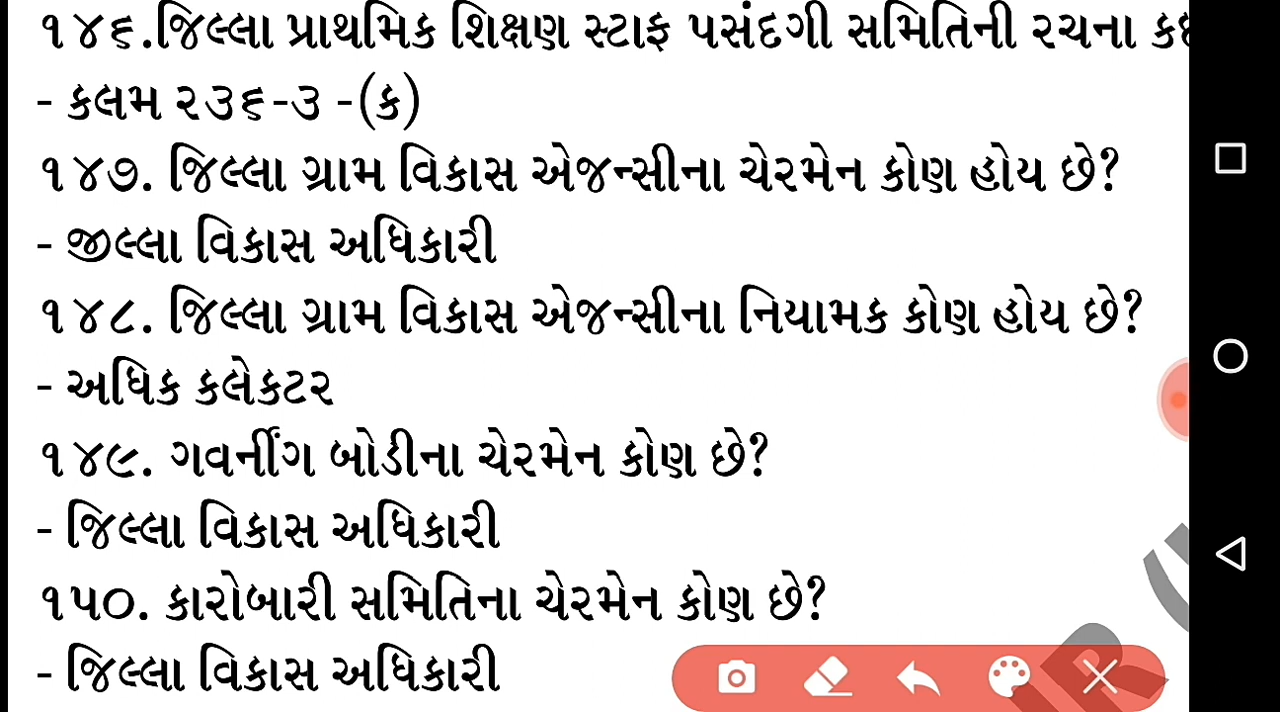 ૧૪૬.જિલ્લા પ્રાથમિક શિક્ષણ સ્ટાફ પસંદગી સમિતિની રચના
- કલમ ૨૩૬-૩ -(ક)
૧૪૭. જિલ્લા ગ્રામ વિકાસ એજન્સીના ચેરમેન કોણ હોય છે?
- જીલ્લા વિકાસ અધિકારી
૧૪૮. જિલ્લા ગ્રામ વિકાસ એજન્સીના નિયામક કોણ હોય છે?
- અધિક કલેકટર
૧૪૯. ગવર્નીંગ બોડીના ચેરમેન કોણ છે?
- જિલ્લા વિકાસ અધિકારી
૧૫૦. કારોબારી સમિતિના ચેરમેન કોણ છે?
- જિલ્લા વિકાસ અધિકારી